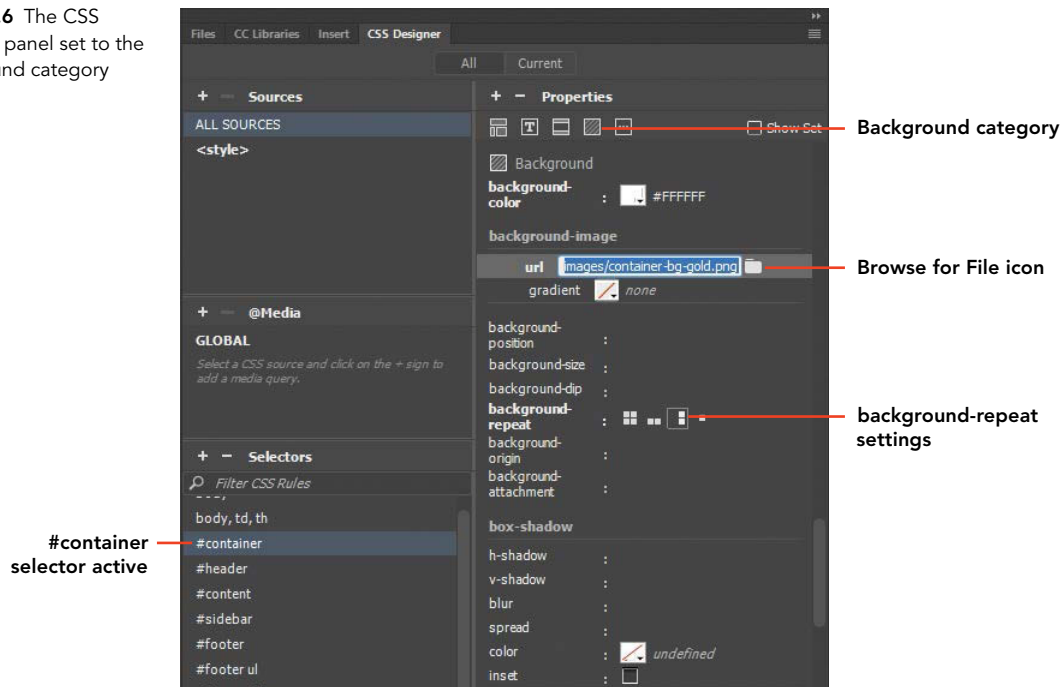 .6 The CSS
panel set to the
und category
Files CC Libraries Insert CSS Designer
All Current
+ − Sources
ALL SOURCES
<style>
+ − @Media
GLOBAL
Select a CSS source and click on the + sign to
add a media query.
+ − Selectors
Filter CSS Rules
body, td, th
#container
#header
#content
#sidebar
#footer
#footer ul
+ − Properties
T Show Set
Background
background-
color : #FFFFFF
background-image
url images/container-bg-gold.png
gradient none
background-
position :
background-size :
background-clip :
background-
repeat :
background-
origin :
background-
attachment :
box-shadow
h-shadow :
v-shadow :
blur :
spread :
color : undefined
inset :
Background category
Browse for File icon
background-repeat
settings
#container
selector active